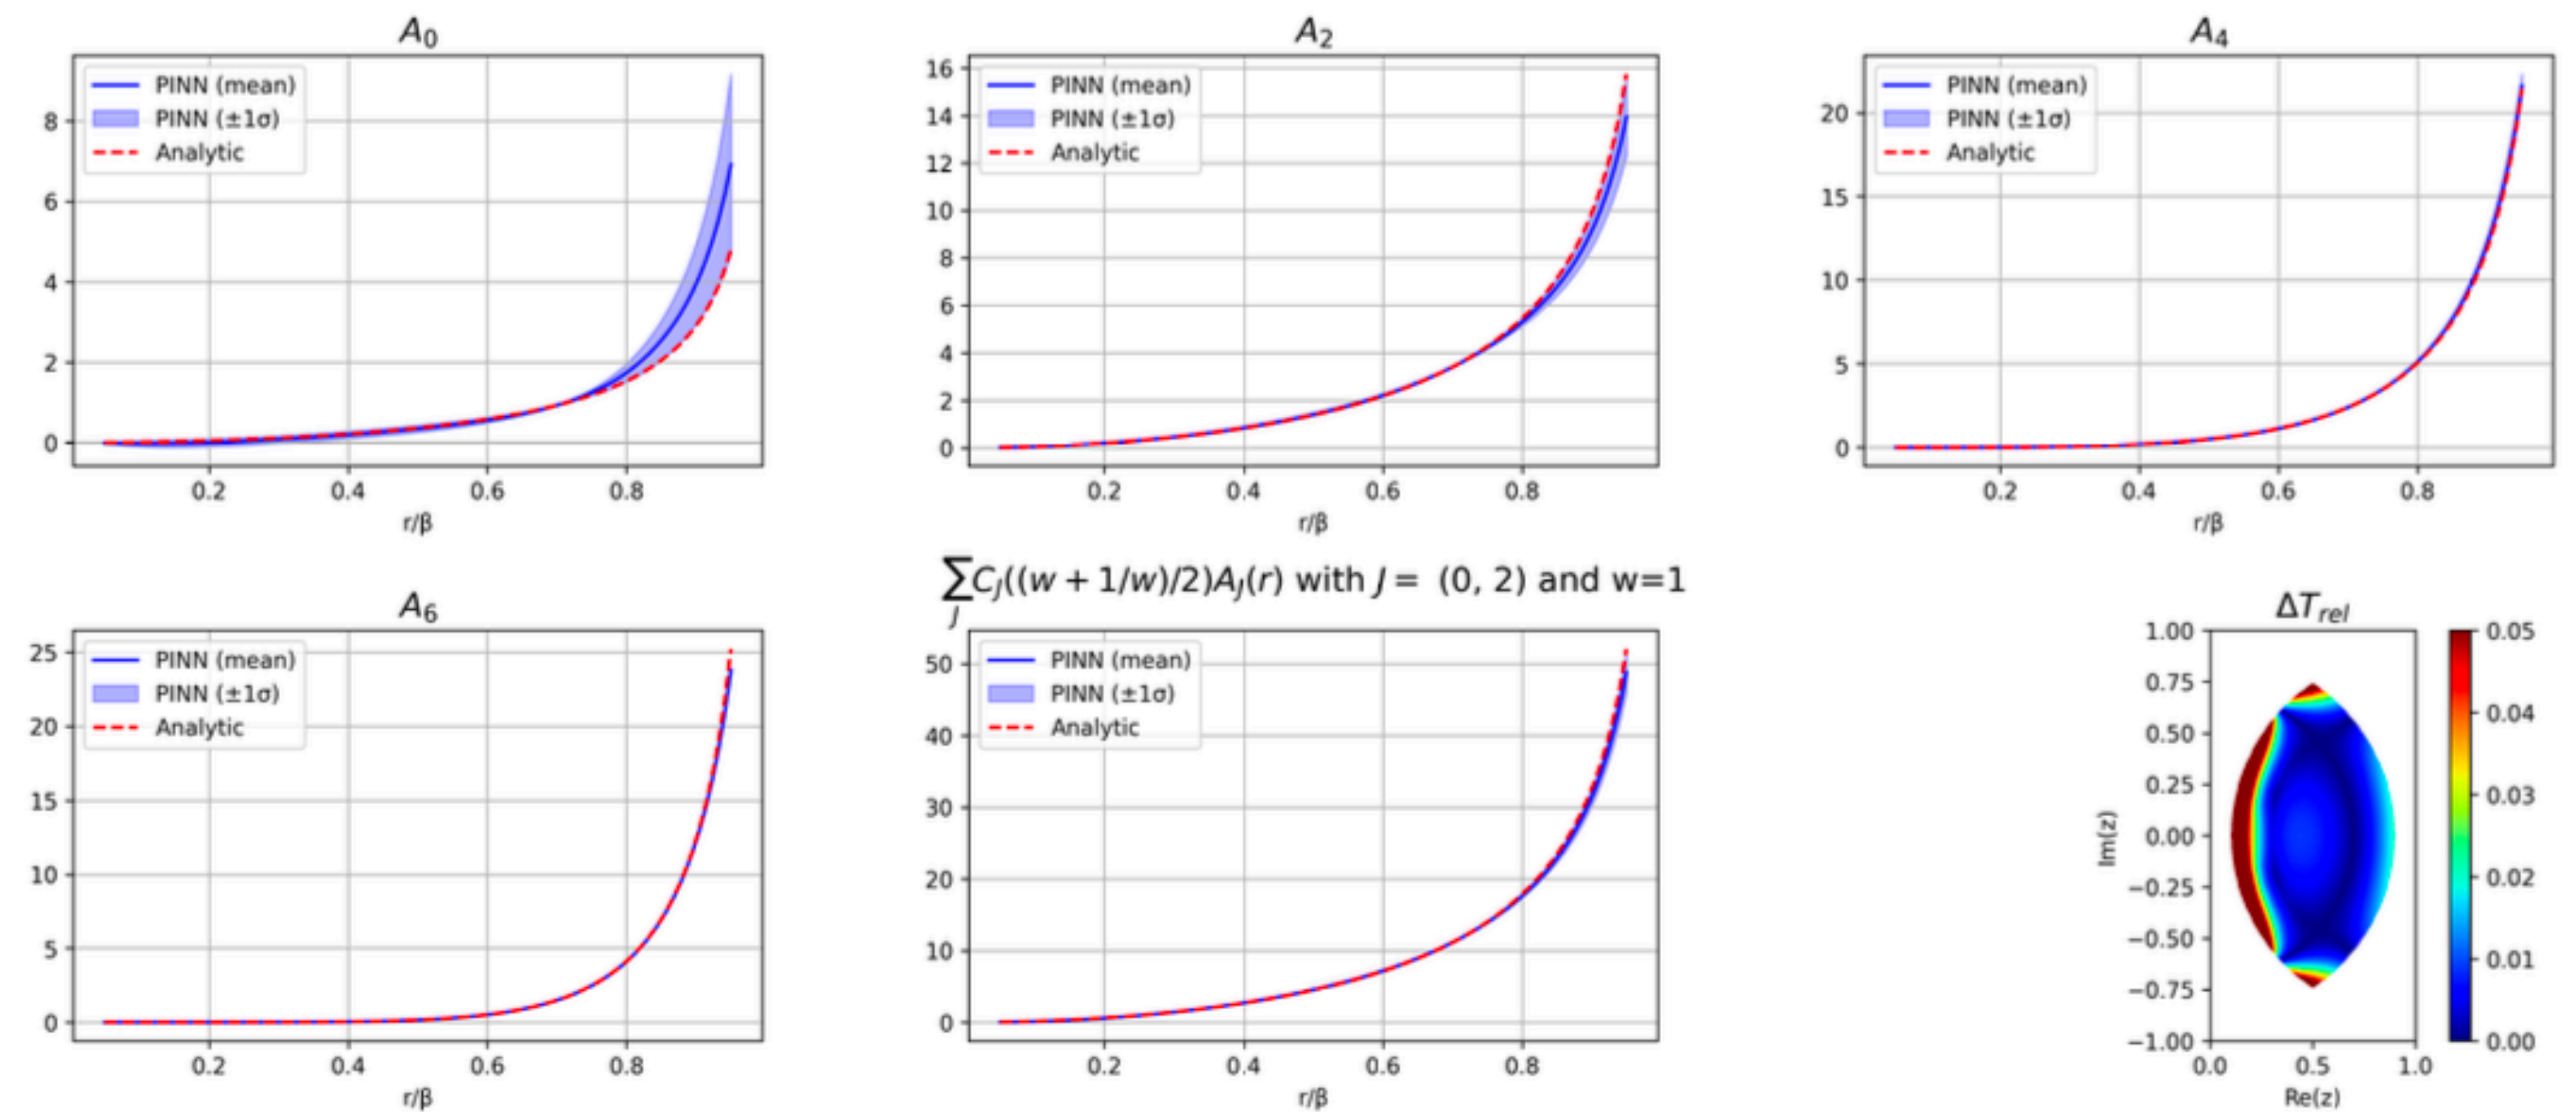 A₀
PINN (mean)
PINN (±1σ)
Analytic
8
6
4
2
0
0.2 0.4 0.6 0.8
r/β
A₂
PINN (mean)
PINN (±1σ)
Analytic
16
14
12
10
8
6
4
2
0
0.2 0.4 0.6 0.8
r/β
A₄
PINN (mean)
PINN (±1σ)
Analytic
20
15
10
5
0
0.2 0.4 0.6 0.8
r/β
A₆
PINN (mean)
PINN (±1σ)
Analytic
25
20
15
10
5
0
0.2 0.4 0.6 0.8
r/β
∑_J C_J((w + 1/w)/2)A_J(r) with J = (0, 2) and w=1
PINN (mean)
PINN (±1σ)
Analytic
50
40
30
20
10
0
0.2 0.4 0.6 0.8
r/β
ΔT_rel
1.00
0.75
0.50
0.25
0.00
−0.25
−0.50
−0.75
−1.00
Im(z)
0.0 0.5 1.0
Re(z)
0.05
0.04
0.03
0.02
0.01
0.00